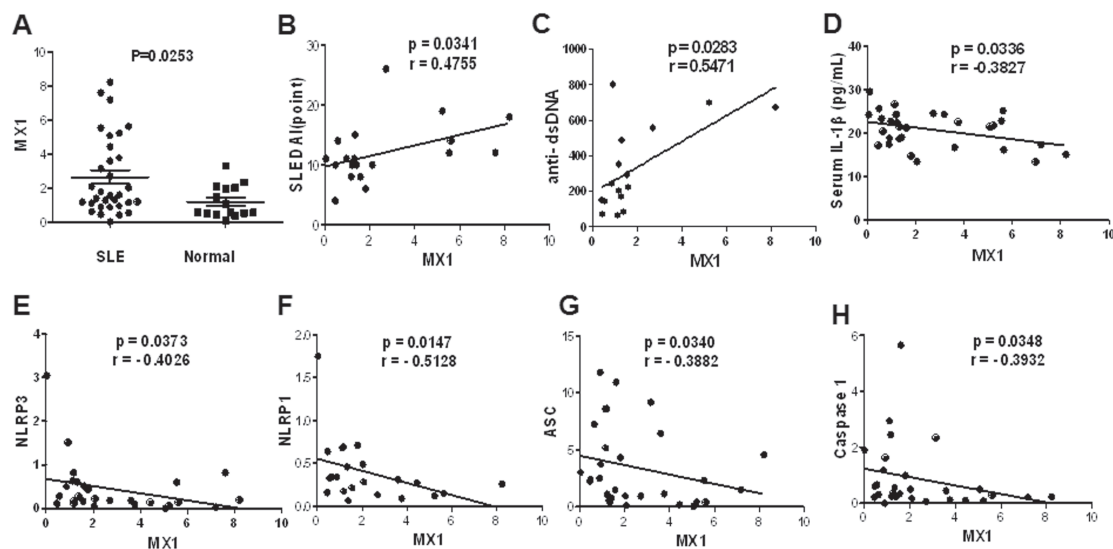 A
P=0.0253
MX1
10
8
6
4
2
0
SLE
Normal
B
p = 0.0341
r = 0.4755
SLEDAI(point)
30
20
10
0
0 2 4 6 8 10
MX1
C
p = 0.0283
r=0.5471
anti-dsDNA
1000
800
600
400
200
0
0 2 4 6 8 10
MX1
D
p = 0.0336
r = -0.3827
Serum IL-1β (pg/mL)
40
30
20
10
0
0 2 4 6 8 10
MX1
E
p = 0.0373
r = - 0.4026
NLRP3
4
3
2
1
0
0 2 4 6 8 10
MX1
F
p = 0.0147
r = - 0.5128
NLRP1
2.0
1.5
1.0
0.5
0.0
0 2 4 6 8 10
MX1
G
p = 0.0340
r = - 0.3882
ASC
15
10
5
0
0 2 4 6 8 10
MX1
H
p = 0.0348
r = - 0.3932
Caspase 1
6
4
2
0
0 2 4 6 8 10
MX1